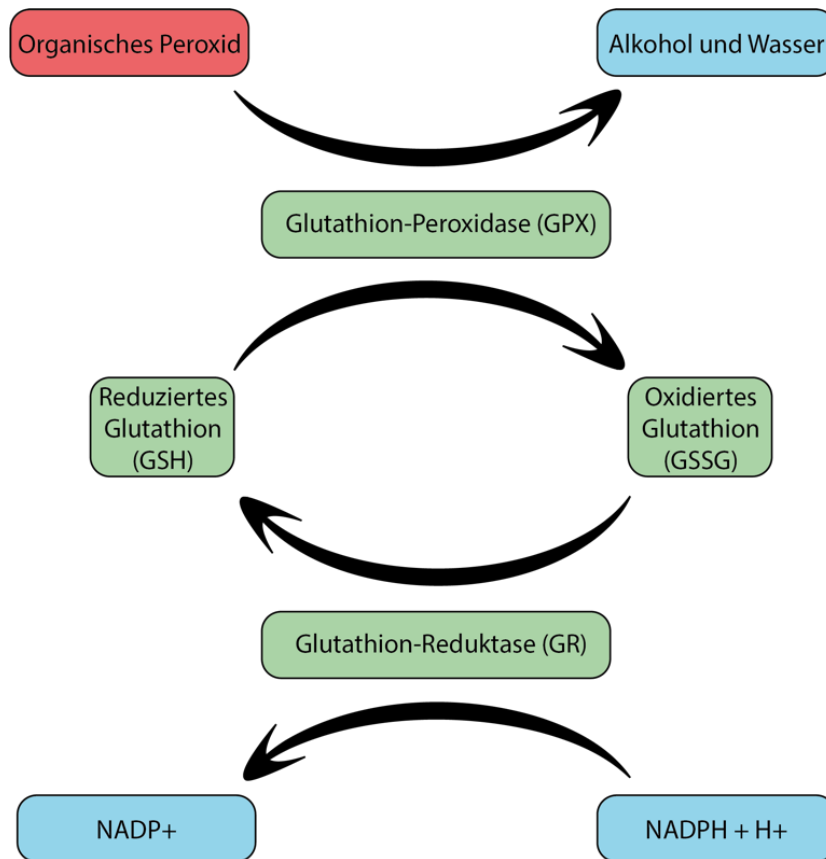 Organisches Peroxid
Alkohol und Wasser
Glutathion-Peroxidase (GPX)
Reduziertes
Glutathion
(GSH)
Oxidiertes
Glutathion
(GSSG)
Glutathion-Reduktase (GR)
NADP+
NADPH + H+